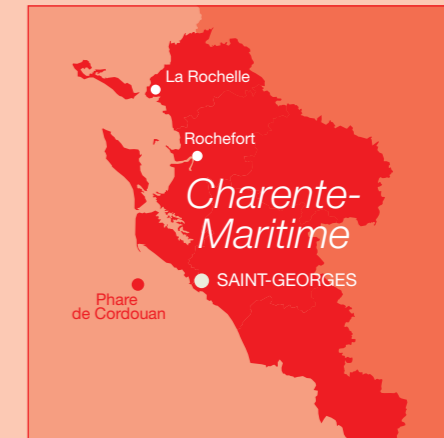 La Rochelle
Rochefort
Charente-
Maritime
SAINT-GEORGES
Phare
de Cordouan